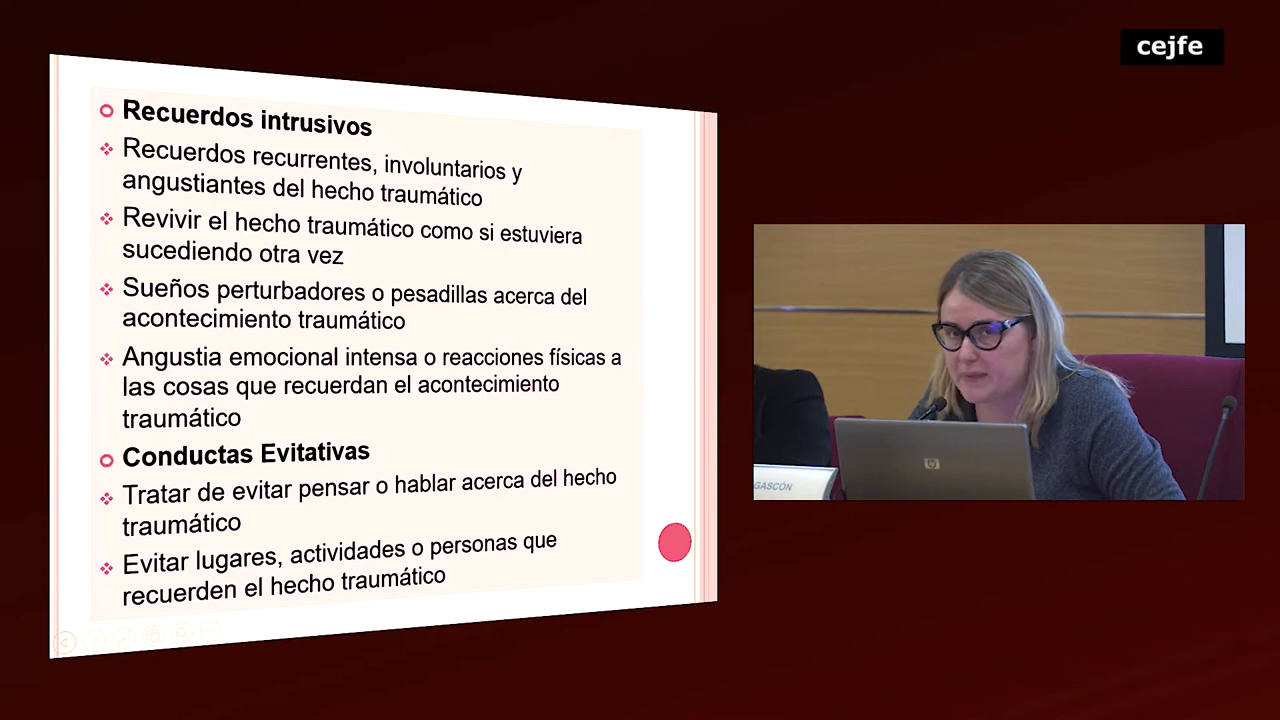 cejfe
Recuerdos intrusivos
Recuerdos recurrentes, involuntarios y
angustiantes del hecho traumático
Revivir el hecho traumático como si estuviera
sucediendo otra vez
Sueños perturbadores o pesadillas acerca del
acontecimiento traumático
Angustia emocional intensa o reacciones físicas a
las cosas que recuerdan el acontecimiento
traumático
Conductas Evitativas
Tratar de evitar pensar o hablar acerca del hecho
traumático
Evitar lugares, actividades o personas que
recuerden el hecho traumático
GASCÓN
hp